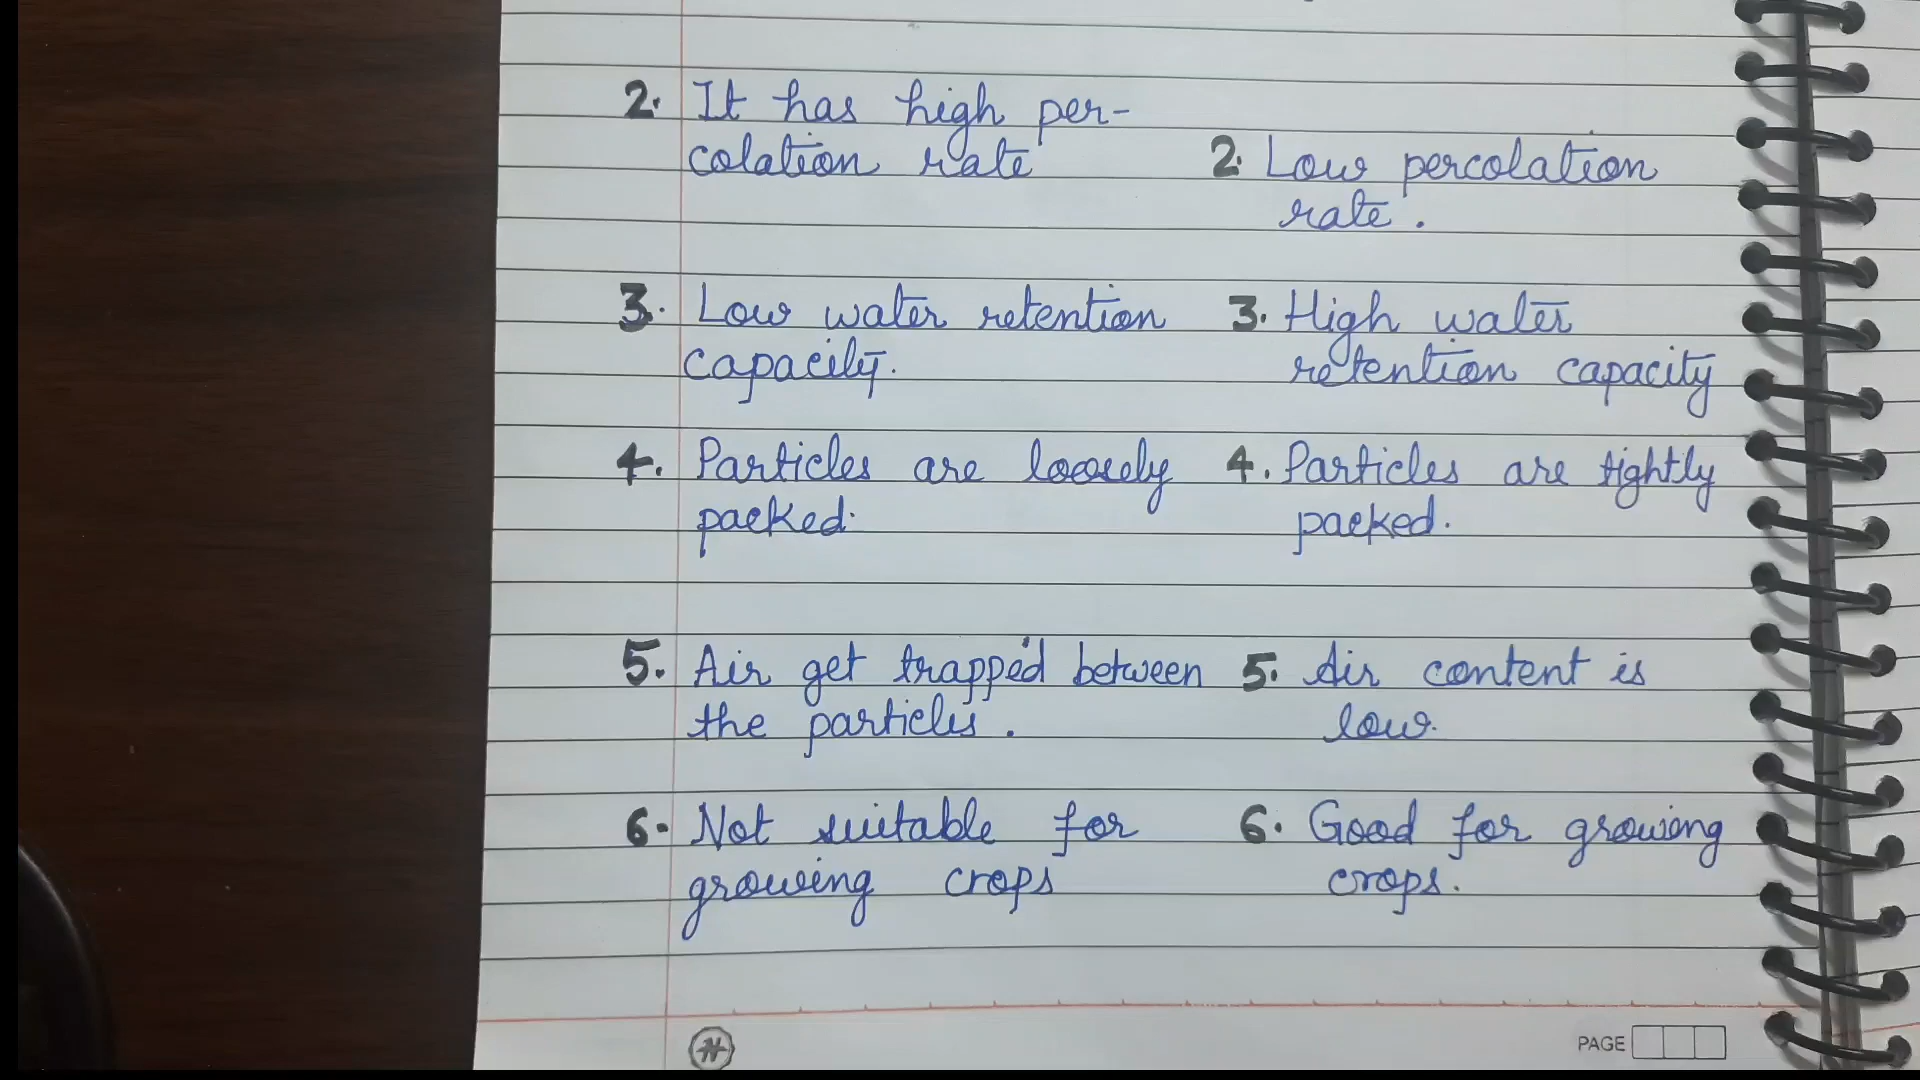 2. It has high per-
colation rate
2. Low percolation
rate.
3. Low water retention
capacity.
3. High water
retention capacity
4. Particles are loosely
packed.
4. Particles are tightly
packed.
5. Air get trapped between
the particles.
5. Air content is
low.
6. Not suitable for
growing crops
6. Good for growing
crops.
PAGE